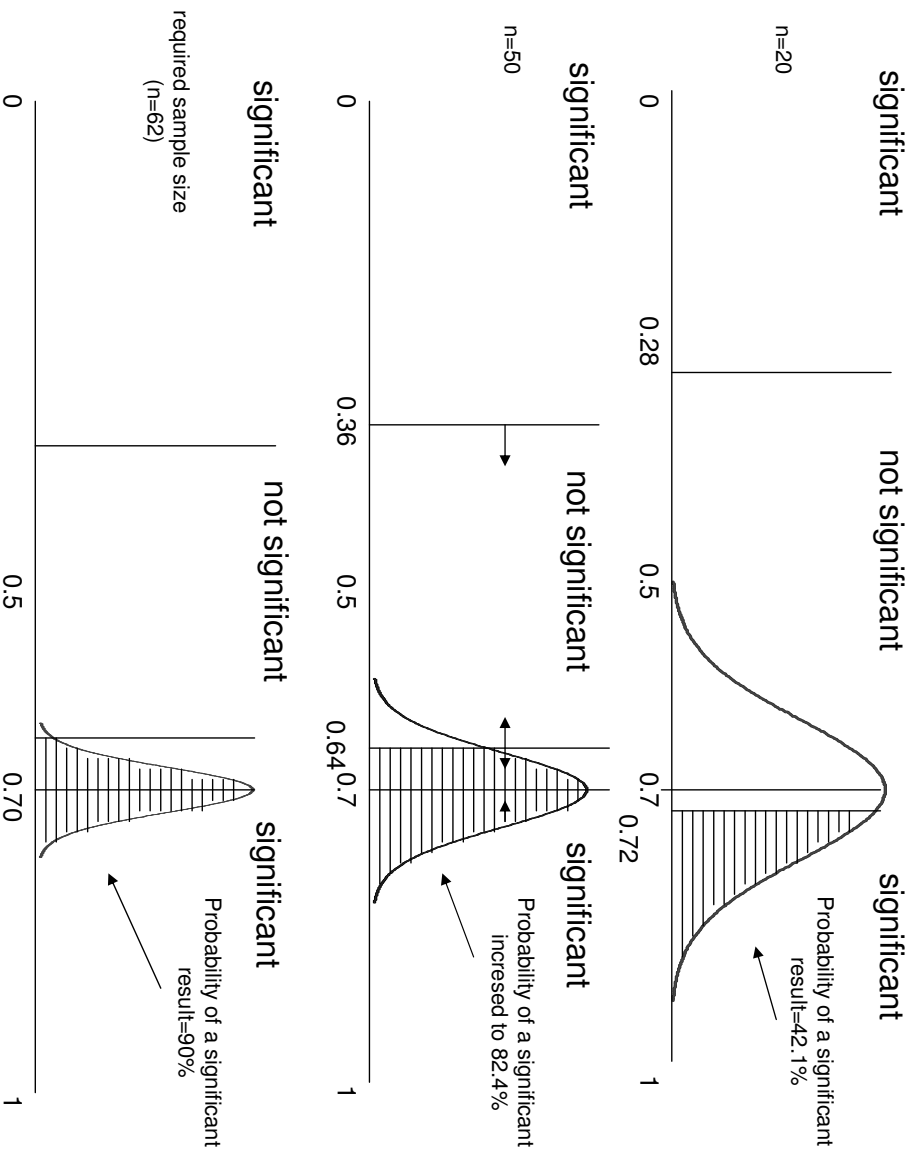 significant not significant significant
Probability of a significant
result=42.1%
n=20
0 0.28 0.5 0.7 1
0.72
significant not significant significant
Probability of a significant
incresed to 82.4%
n=50
0 0.36 0.5 0.64 0.7 1
significant not significant significant
Probability of a significant
result=90%
required sample size
(n=62)
0 0.5 0.70 1